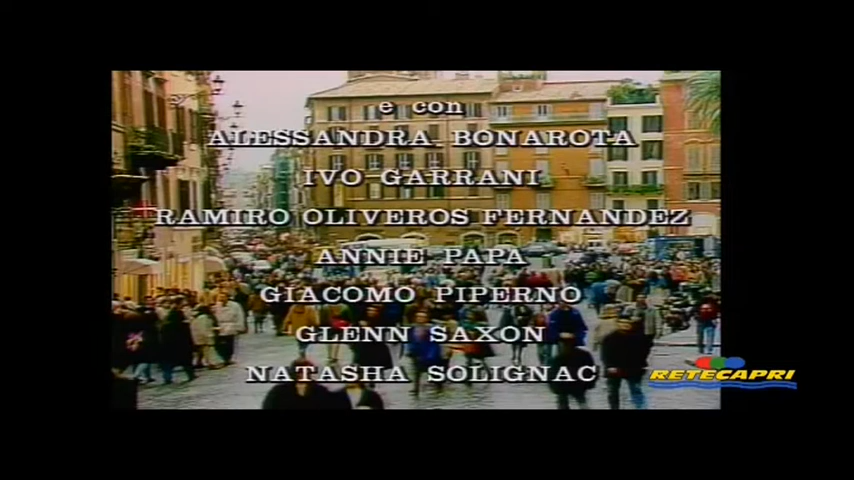 e con
ALESSANDRA BONAROTA
IVO GARRANI
RAMIRO OLIVEROS FERNANDEZ
ANNIE PAPA
GIACOMO PIPERNO
GLENN SAXON
NATASHA SOLIGNAC
RETECAPRI